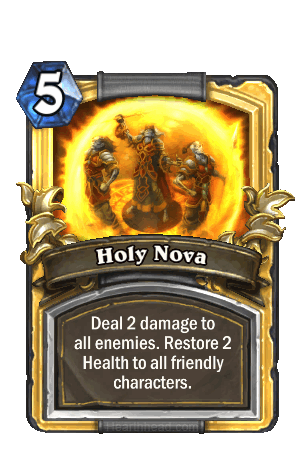 5
Holy Nova
Deal 2 damage to
all enemies. Restore 2
Health to all friendly
characters.